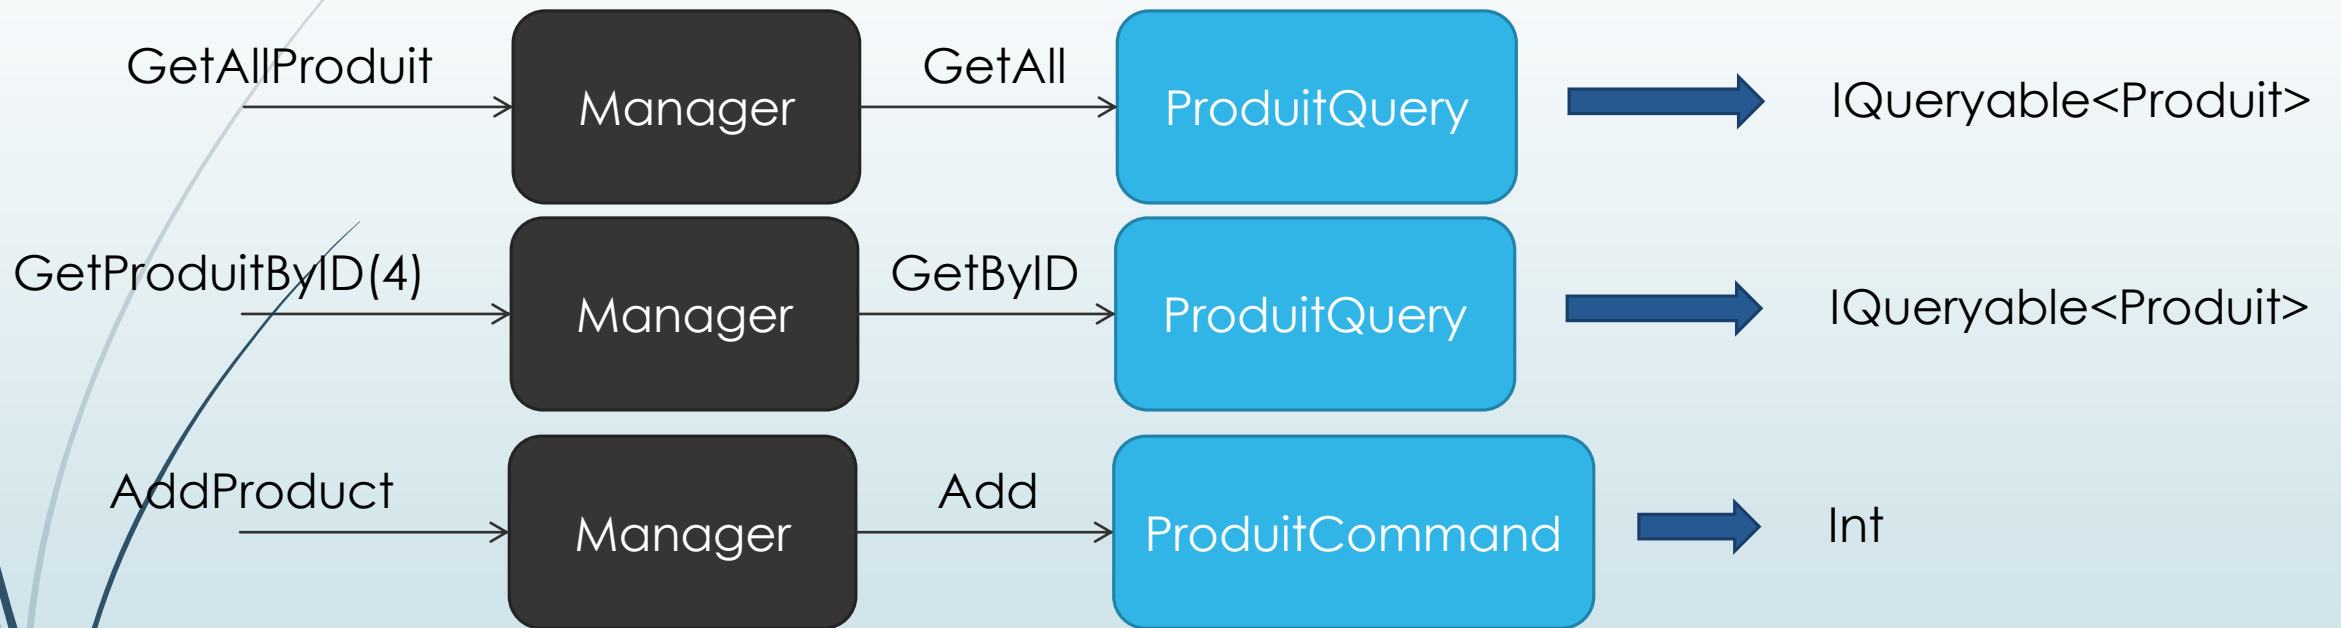 GetAllProduit
Manager
GetAll
ProduitQuery
IQueryable<Produit>
GetProduitByID(4)
Manager
GetByID
ProduitQuery
IQueryable<Produit>
AddProduct
Manager
Add
ProduitCommand
Int